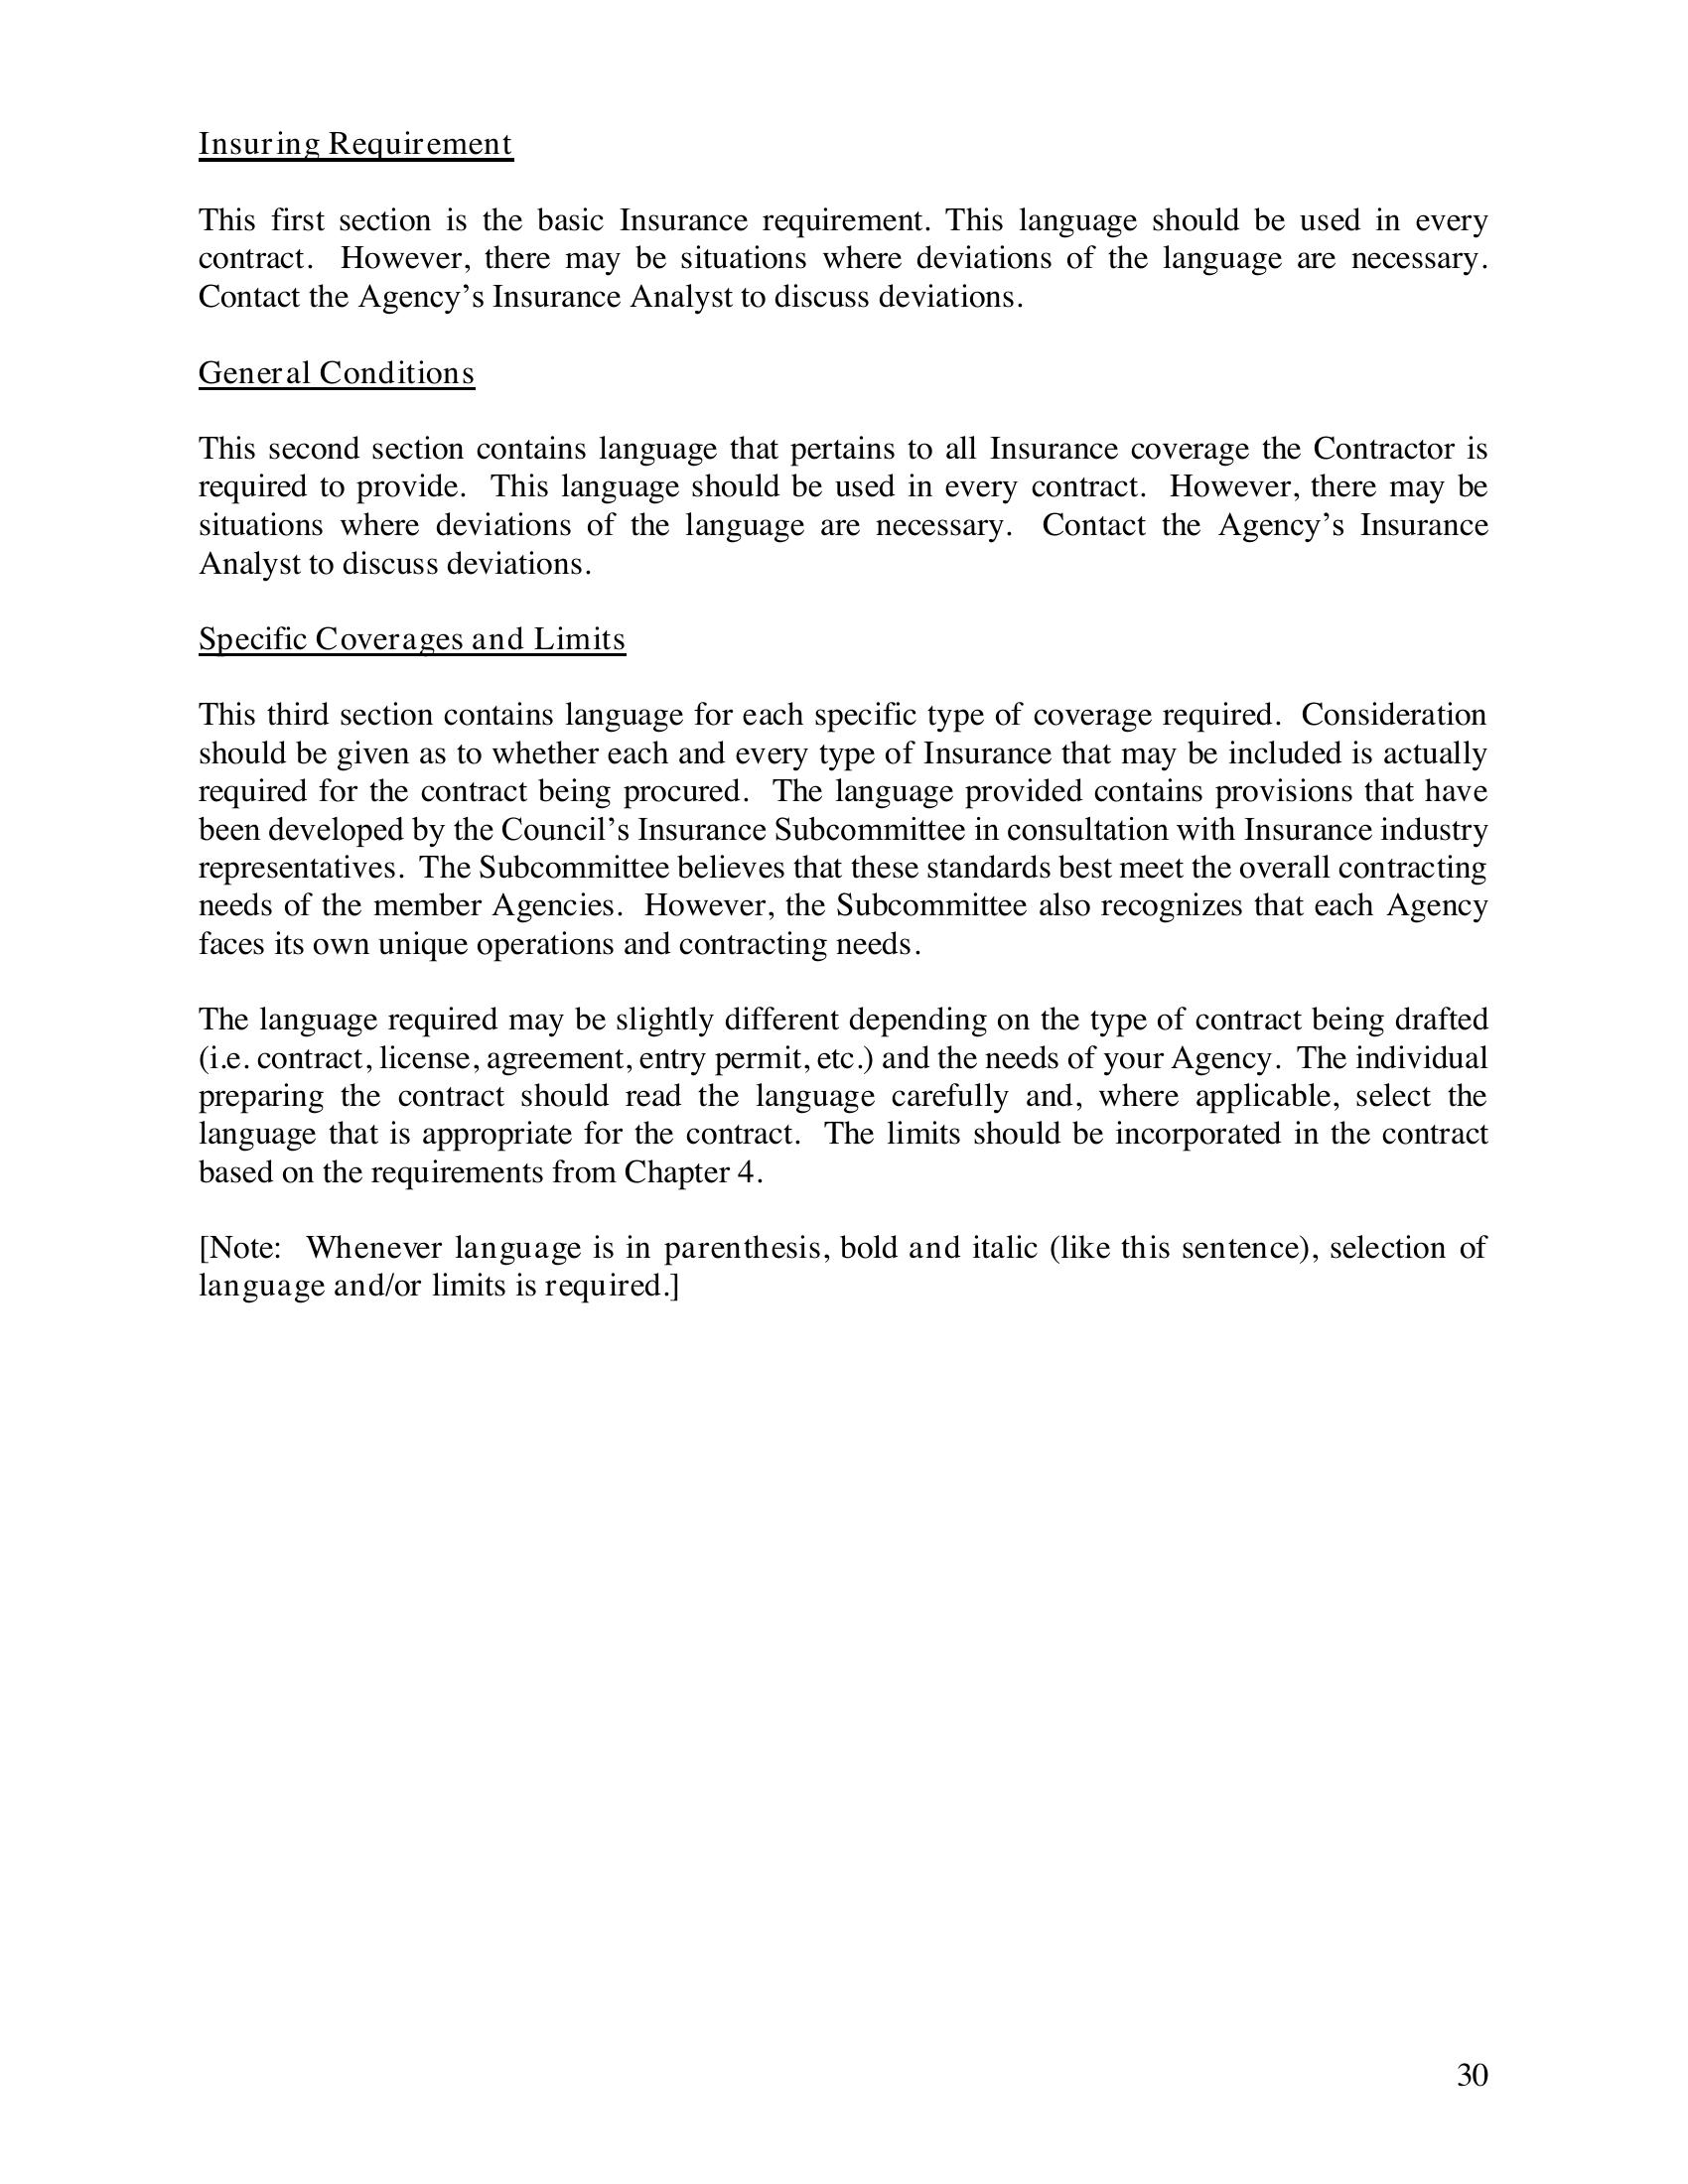 Insuring Requirement
This first section is the basic Insurance requirement. This language should be used in every
contract.  However, there may be situations where deviations of the language are necessary.
Contact the Agency’s Insurance Analyst to discuss deviations.
General Conditions
This second section contains language that pertains to all Insurance coverage the Contractor is
required to provide.  This language should be used in every contract.  However, there may be
situations where deviations of the language are necessary.  Contact the Agency’s Insurance
Analyst to discuss deviations.
Specific Coverages and Limits
This third section contains language for each specific type of coverage required.  Consideration
should be given as to whether each and every type of Insurance that may be included is actually
required for the contract being procured.  The language provided contains provisions that have
been developed by the Council’s Insurance Subcommittee in consultation with Insurance industry
representatives.  The Subcommittee believes that these standards best meet the overall contracting
needs of the member Agencies.  However, the Subcommittee also recognizes that each Agency
faces its own unique operations and contracting needs.
The language required may be slightly different depending on the type of contract being drafted
(i.e. contract, license, agreement, entry permit, etc.) and the needs of your Agency.  The individual
preparing the contract should read the language carefully and, where applicable, select the
language that is appropriate for the contract.  The limits should be incorporated in the contract
based on the requirements from Chapter 4.
[Note:  Whenever language is in parenthesis, bold and italic (like this sentence), selection of
language and/or limits is required.]
30